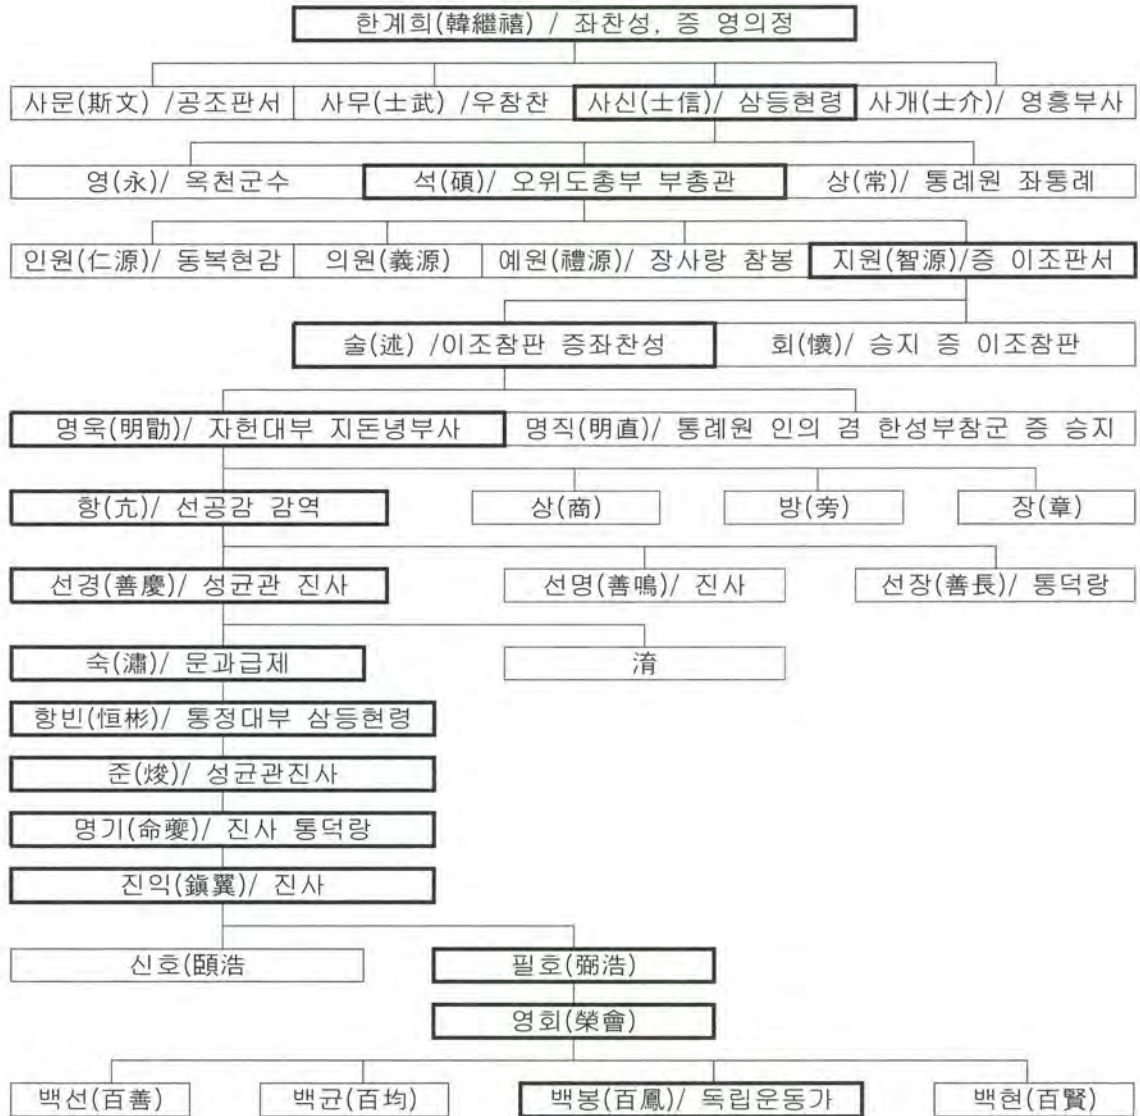 한계희(韓繼禧) / 좌찬성, 증 영의정
사문(斯文) /공조판서 사무(士武) /우참찬 사신(士信)/ 삼등현령 사개(士介)/ 영흥부사
영(永)/ 옥천군수 석(碩)/ 오위도총부 부총관 상(常)/ 통례원 좌통례
인원(仁源)/ 동복현감 의원(義源) 예원(禮源)/ 장사랑 참봉 지원(智源)/증 이조판서
술(述) /이조참판 증좌찬성 회(懷)/ 승지 증 이조참판
명욱(明勖)/ 자헌대부 지돈녕부사 명직(明直)/ 통례원 인의 겸 한성부참군 증 승지
항(亢)/ 선공감 감역 상(商) 방(旁) 장(章)
선경(善慶)/ 성균관 진사 선명(善鳴)/ 진사 선장(善長)/ 통덕랑
숙(潚)/ 문과급제 淯
항빈(恒彬)/ 통정대부 삼등현령
준(焌)/ 성균관진사
명기(命夔)/ 진사 통덕랑
진익(鎭翼)/ 진사
신호(頣浩 필호(弼浩)
영회(榮會)
백선(百善) 백균(百均) 백봉(百鳳)/ 독립운동가 백현(百賢)